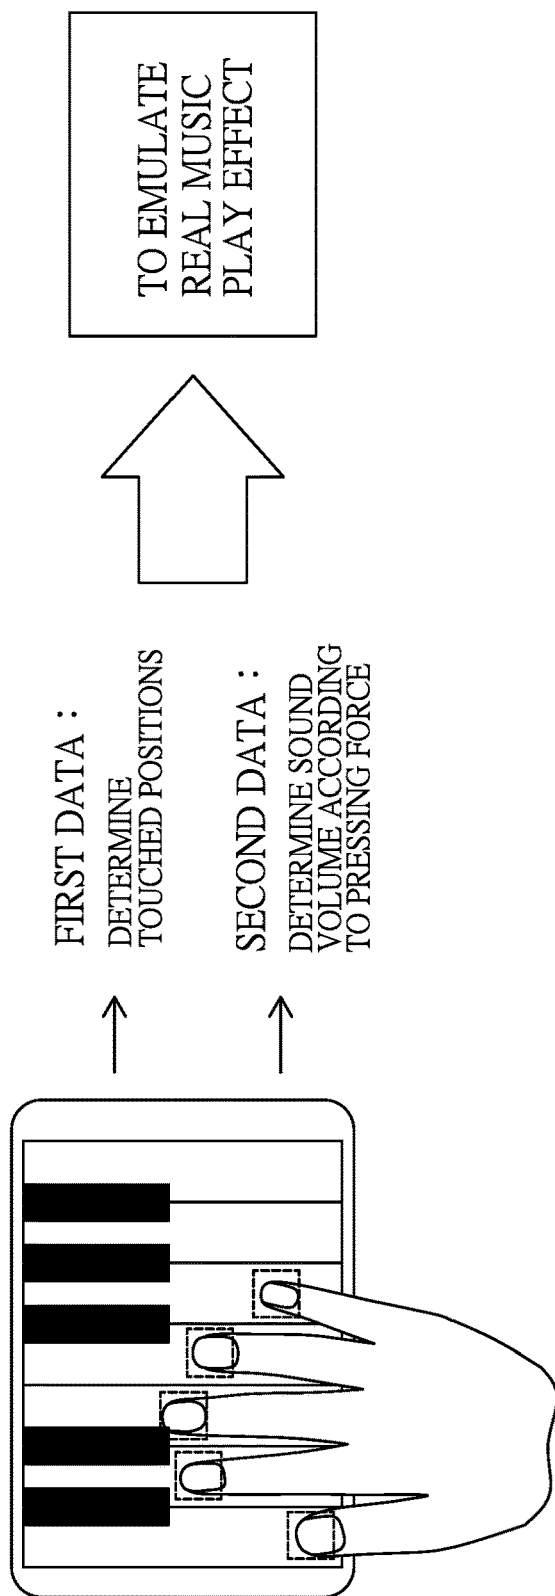 FIRST DATA :
DETERMINE
TOUCHED POSITIONS
SECOND DATA :
DETERMINE SOUND
VOLUME ACCORDING
TO PRESSING FORCE
TO EMULATE
REAL MUSIC
PLAY EFFECT